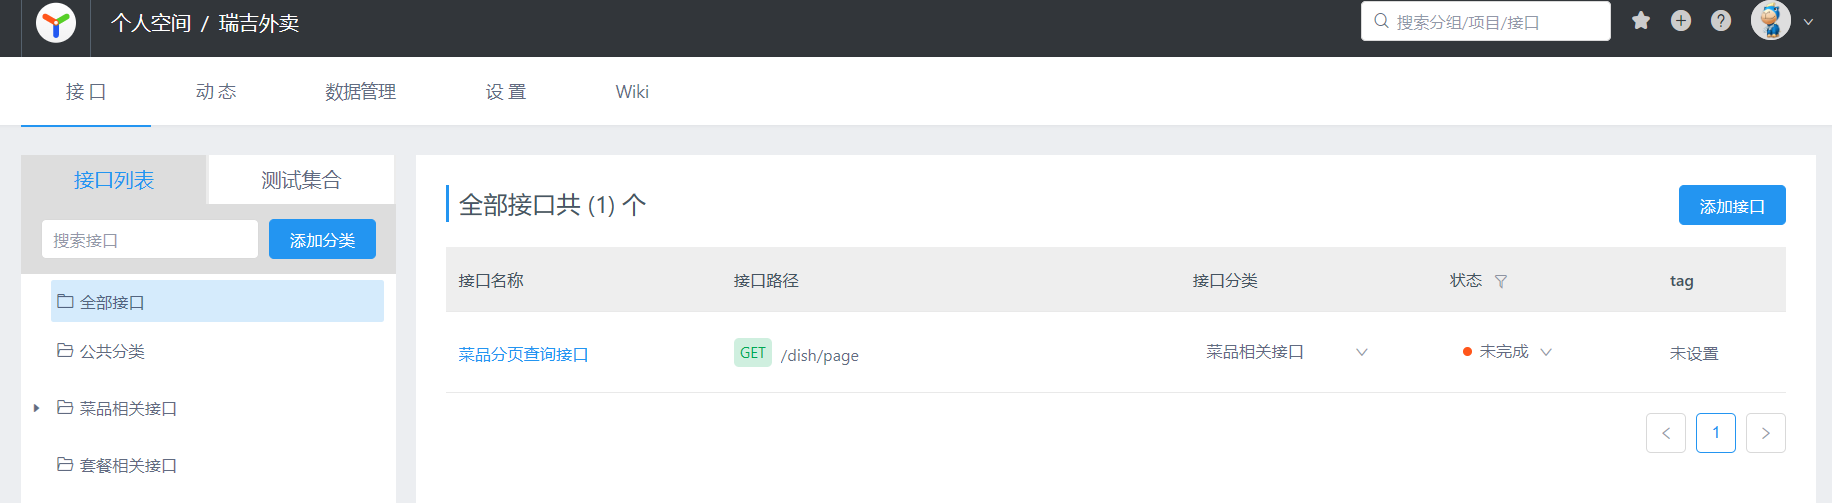 个人空间 / 瑞吉外卖
搜索分组/项目/接口
接口 动态 数据管理 设置 Wiki
接口列表 测试集合
搜索接口 添加分类
全部接口
公共分类
菜品相关接口
套餐相关接口
全部接口共 (1) 个 添加接口
接口名称 接口路径 接口分类 状态 tag
菜品分页查询接口 GET /dish/page 菜品相关接口 未完成 未设置
< 1 >